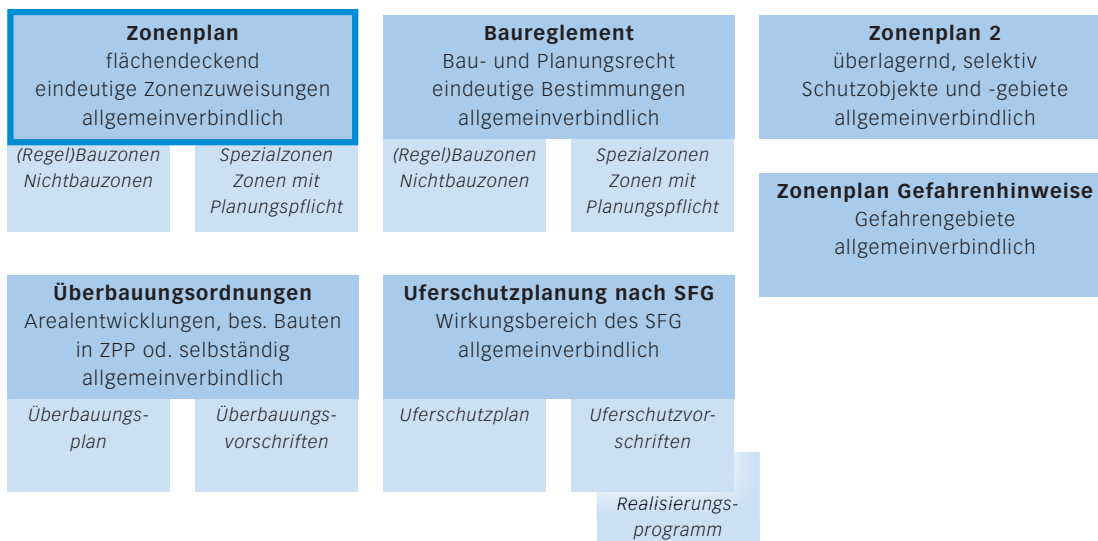 Zonenplan
flächendeckend
eindeutige Zonenzuweisungen
allgemeinverbindlich
(Regel)Bauzonen
Nichtbauzonen
Spezialzonen
Zonen mit
Planungspflicht
Baureglement
Bau- und Planungsrecht
eindeutige Bestimmungen
allgemeinverbindlich
(Regel)Bauzonen
Nichtbauzonen
Spezialzonen
Zonen mit
Planungspflicht
Zonenplan 2
überlagernd, selektiv
Schutzobjekte und -gebiete
allgemeinverbindlich
Zonenplan Gefahrenhinweise
Gefahrengebiete
allgemeinverbindlich
Überbauungsordnungen
Arealentwicklungen, bes. Bauten
in ZPP od. selbständig
allgemeinverbindlich
Überbauungs-
plan
Überbauungs-
vorschriften
Uferschutzplanung nach SFG
Wirkungsbereich des SFG
allgemeinverbindlich
Uferschutzplan
Uferschutzvor-
schriften
Realisierungs-
programm